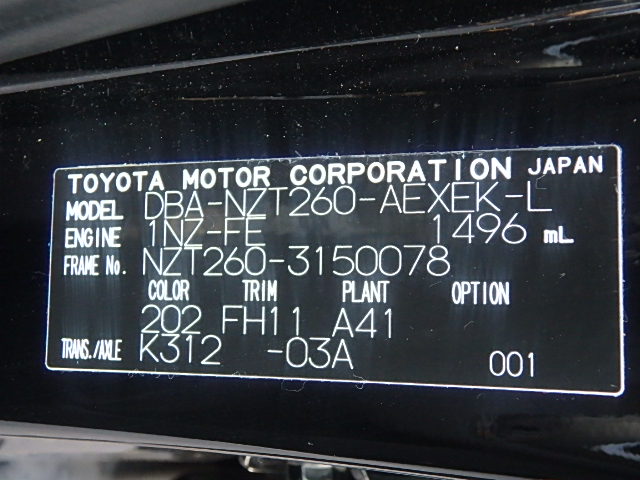 TOYOTA MOTOR CORPORATION JAPAN
MODEL DBA-NZT260-AEXEK-L
ENGINE 1NZ-FE 1496 mL
FRAME No. NZT260-3150078
COLOR TRIM PLANT OPTION
202 FH11 A41
TRANS./AXLE K312 -03A 001